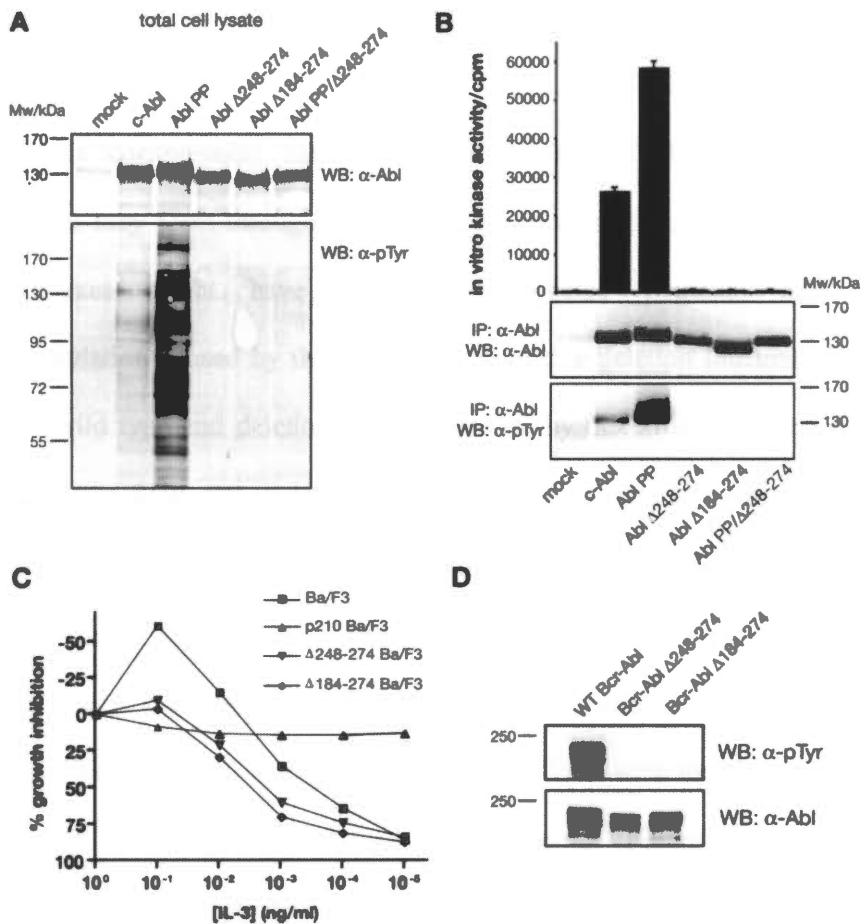 A
total cell lysate
Mw/kDa
mock
c-Abl
Abl PP
Abl Δ248-274
Abl Δ184-274
Abl PP/Δ248-274
170
130
WB: α-Abl
170
130
95
72
55
WB: α-pTyr
B
in vitro kinase activity/cpm
60000
50000
40000
30000
20000
10000
0
Mw/kDa
IP: α-Abl
WB: α-Abl
170
130
IP: α-Abl
WB: α-pTyr
170
130
mock
c-Abl
Abl PP
Abl Δ248-274
Abl Δ184-274
Abl PP/Δ248-274
C
% growth inhibition
-50
-25
0
25
50
75
100
Ba/F3
p210 Ba/F3
Δ248-274 Ba/F3
Δ184-274 Ba/F3
10⁰ 10⁻¹ 10⁻² 10⁻³ 10⁻⁴ 10⁻⁵
[IL-3] (ng/ml)
D
WT Bcr-Abl
Bcr-Abl Δ248-274
Bcr-Abl Δ184-274
250
WB: α-pTyr
250
WB: α-Abl